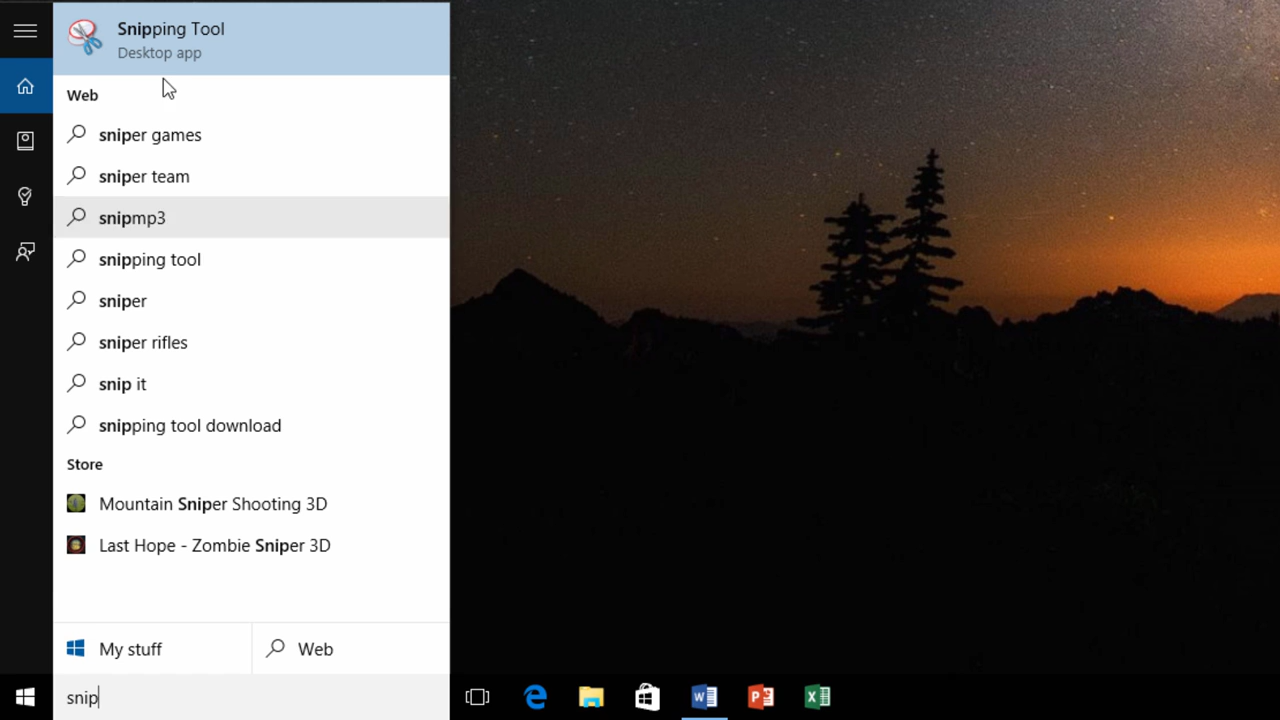 Snipping Tool
Desktop app
Web
sniper games
sniper team
snipmp3
snipping tool
sniper
sniper rifles
snip it
snipping tool download
Store
Mountain Sniper Shooting 3D
Last Hope - Zombie Sniper 3D
My stuff
Web
snip